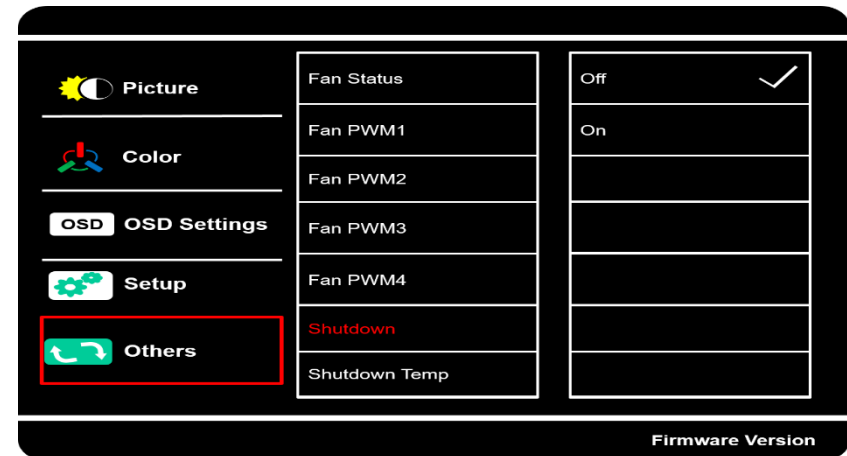 Picture
Color
OSD OSD Settings
Setup
Others
Fan Status
Fan PWM1
Fan PWM2
Fan PWM3
Fan PWM4
Shutdown
Shutdown Temp
Off
On
Firmware Version